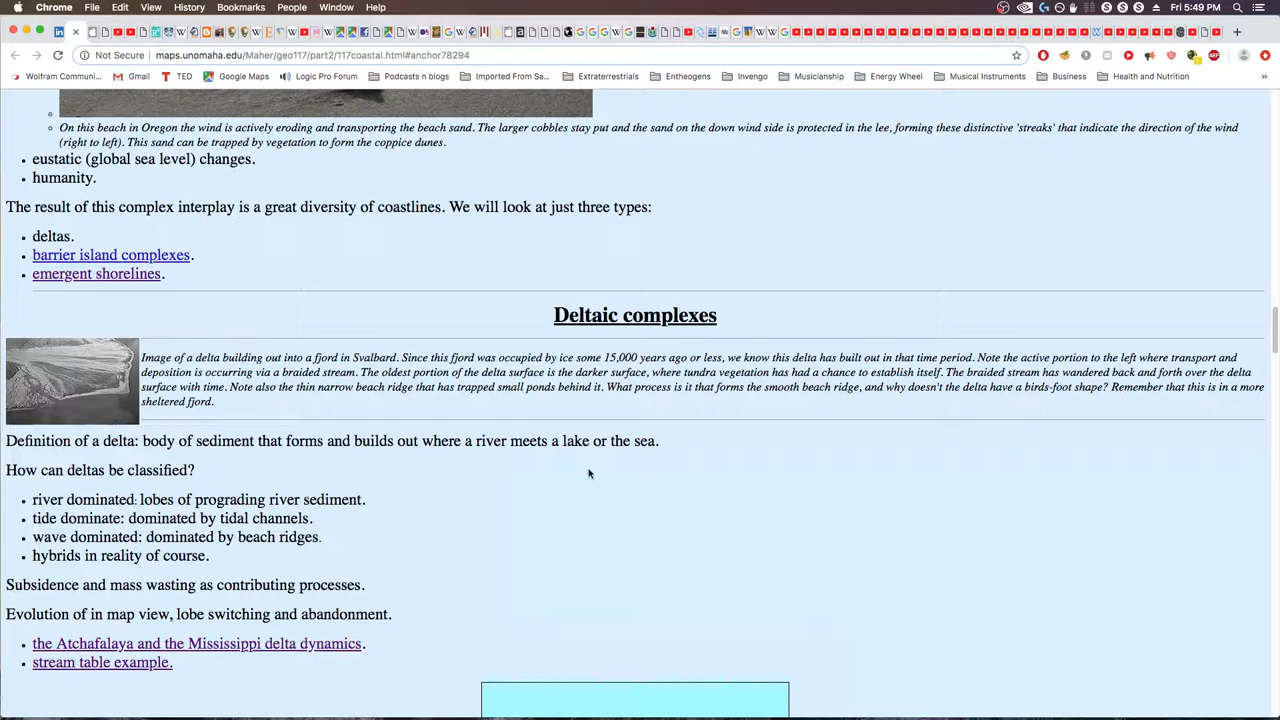 Chrome File Edit View History Bookmarks People Window Help Fri 5:49 PM
Not Secure maps.unomaha.edu/Maher/geo117/part2/117coastal.html#anchor78294
Wolfram Communi... Gmail TED Google Maps Logic Pro Forum Podcasts n blogs Imported From Sa... Extraterrestrials Entheogens Invengo Musicianship Energy Wheel Musical Instruments Business Health and Nutrition »
On this beach in Oregon the wind is actively eroding and transporting the beach sand. The larger cobbles stay put and the sand on the down wind side is protected in the lee, forming these distinctive 'streaks' that indicate the direction of the wind
(right to left). This sand can be trapped by vegetation to form the coppice dunes.
eustatic (global sea level) changes.
humanity.
The result of this complex interplay is a great diversity of coastlines. We will look at just three types:
deltas.
barrier island complexes.
emergent shorelines.
Deltaic complexes
Image of a delta building out into a fjord in Svalbard. Since this fjord was occupied by ice some 15,000 years ago or less, we know this delta has built out in that time period. Note the active portion to the left where transport and
deposition is occurring via a braided stream. The oldest portion of the delta surface is the darker surface, where tundra vegetation has had a chance to establish itself. The braided stream has wandered back and forth over the delta
surface with time. Note also the thin narrow beach ridge that has trapped small ponds behind it. What process is it that forms the smooth beach ridge, and why doesn't the delta have a birds-foot shape? Remember that this is in a more
sheltered fjord.
Definition of a delta: body of sediment that forms and builds out where a river meets a lake or the sea.
How can deltas be classified?
river dominated: lobes of prograding river sediment.
tide dominate: dominated by tidal channels.
wave dominated: dominated by beach ridges.
hybrids in reality of course.
Subsidence and mass wasting as contributing processes.
Evolution of in map view, lobe switching and abandonment.
the Atchafalaya and the Mississippi delta dynamics.
stream table example.